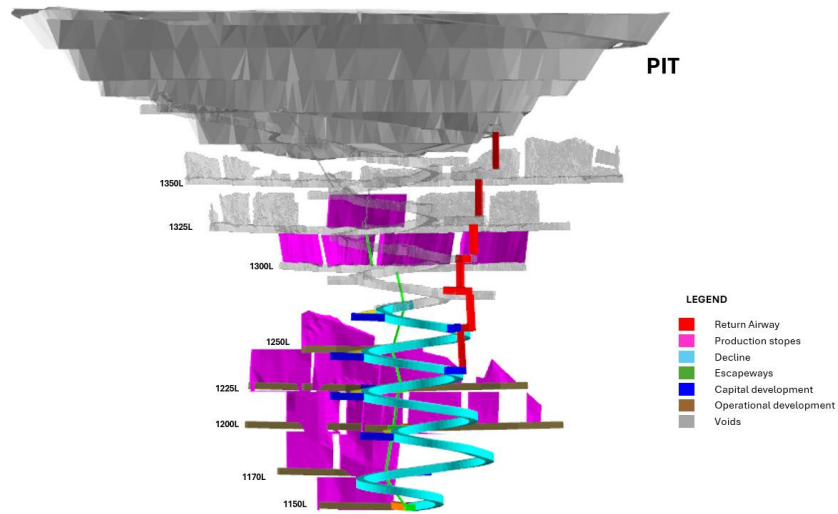 PIT
1350L
1325L
1300L
1250L
1225L
1200L
1170L
1150L
LEGEND
Return Airway
Production stopes
Decline
Escapeways
Capital development
Operational development
Voids